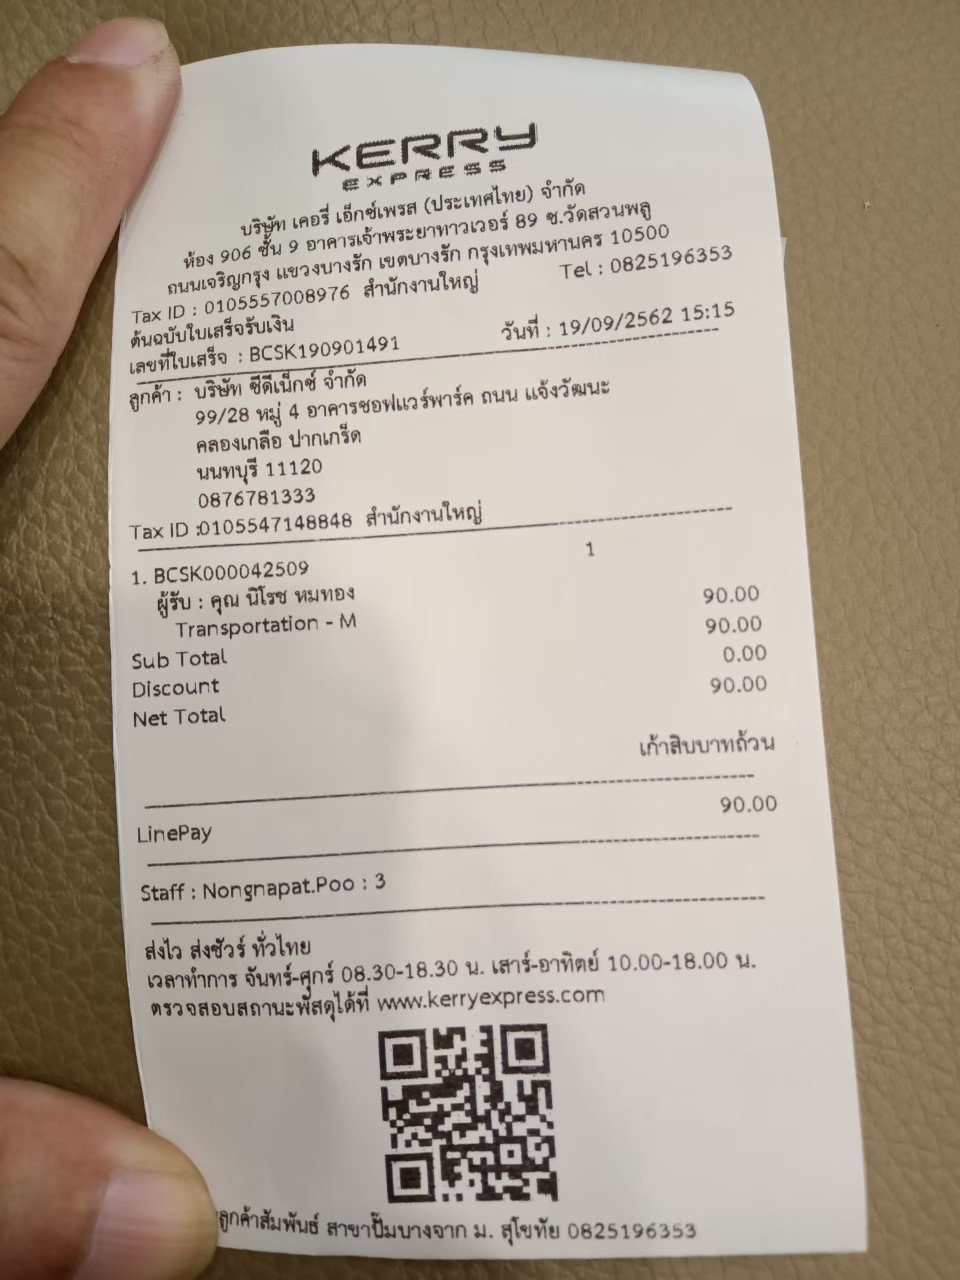 KERRY
EXPRESS
บริษัท เคอรี่ เอ็กซ์เพรส (ประเทศไทย) จำกัด
ห้อง 906 ชั้น 9 อาคารเจ้าพระยาทาวเวอร์ 89 ซ.วัดสวนพลู
ถนนเจริญกรุง แขวงบางรัก เขตบางรัก กรุงเทพมหานคร 10500
Tax ID : 0105557008976 สำนักงานใหญ่ Tel : 0825196353
ต้นฉบับใบเสร็จรับเงิน
เลขที่ใบเสร็จ : BCSK190901491 วันที่ : 19/09/2562 15:15
ลูกค้า : บริษัท ซีดีเน็กซ์ จำกัด
99/28 หมู่ 4 อาคารซอฟแวร์พาร์ค ถนน แจ้งวัฒนะ
คลองเกลือ ปากเกร็ด
นนทบุรี 11120
0876781333
Tax ID :0105547148848 สำนักงานใหญ่
1. BCSK000042509 1
ผู้รับ : คุณ นิโรช หมทอง
Transportation - M 90.00
Sub Total 90.00
Discount 0.00
Net Total 90.00
เก้าสิบบาทถ้วน
LinePay 90.00
Staff : Nongnapat.Poo : 3
ส่งไว ส่งชัวร์ ทั่วไทย
เวลาทำการ จันทร์-ศุกร์ 08.30-18.30 น. เสาร์-อาทิตย์ 10.00-18.00 น.
ตรวจสอบสถานะพัสดุได้ที่ www.kerryexpress.com
ลูกค้าสัมพันธ์ สาขาปั๊มบางจาก ม. สุโขทัย 0825196353